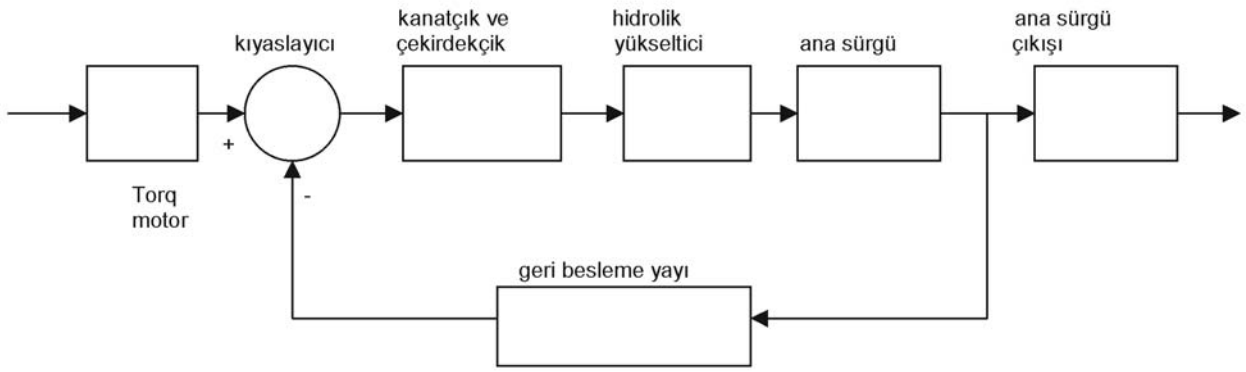 kıyaslayıcı
kanatçık ve
çekirdekçik
hidrolik
yükseltici
ana sürgü
ana sürgü
çıkışı
+
Torq
motor
-
geri besleme yayı